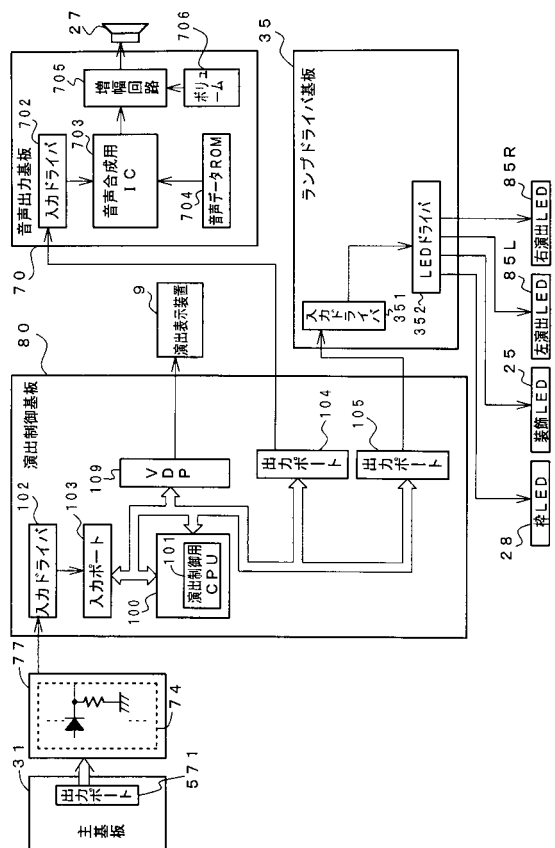 31
主基板
出力ポート
571
77
74
80
演出制御基板
102
入力ドライバ
103
入力ポート
109
VDP
100
101
演出制御用
CPU
104
出力ポート
105
出力ポート
9
演出表示装置
70
音声出力基板
702
入力ドライバ
703
音声合成用
IC
704
音声データROM
705
増幅
回路
706
ボリュ
ーム
27
35
ランプドライバ基板
入力
ドライバ
351
352
LEDドライバ
28
枠LED
25
装飾LED
85L
左演出LED
85R
右演出LED